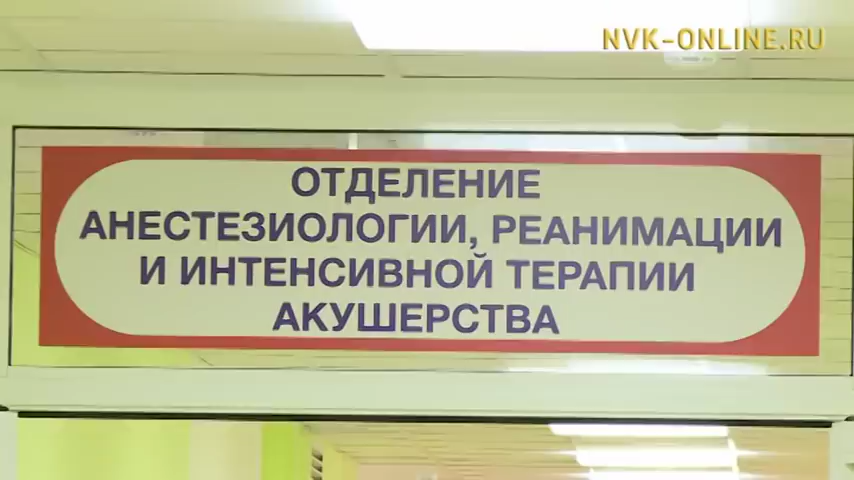 NVK-ONLINE.RU
ОТДЕЛЕНИЕ
АНЕСТЕЗИОЛОГИИ, РЕАНИМАЦИИ
И ИНТЕНСИВНОЙ ТЕРАПИИ
АКУШЕРСТВА